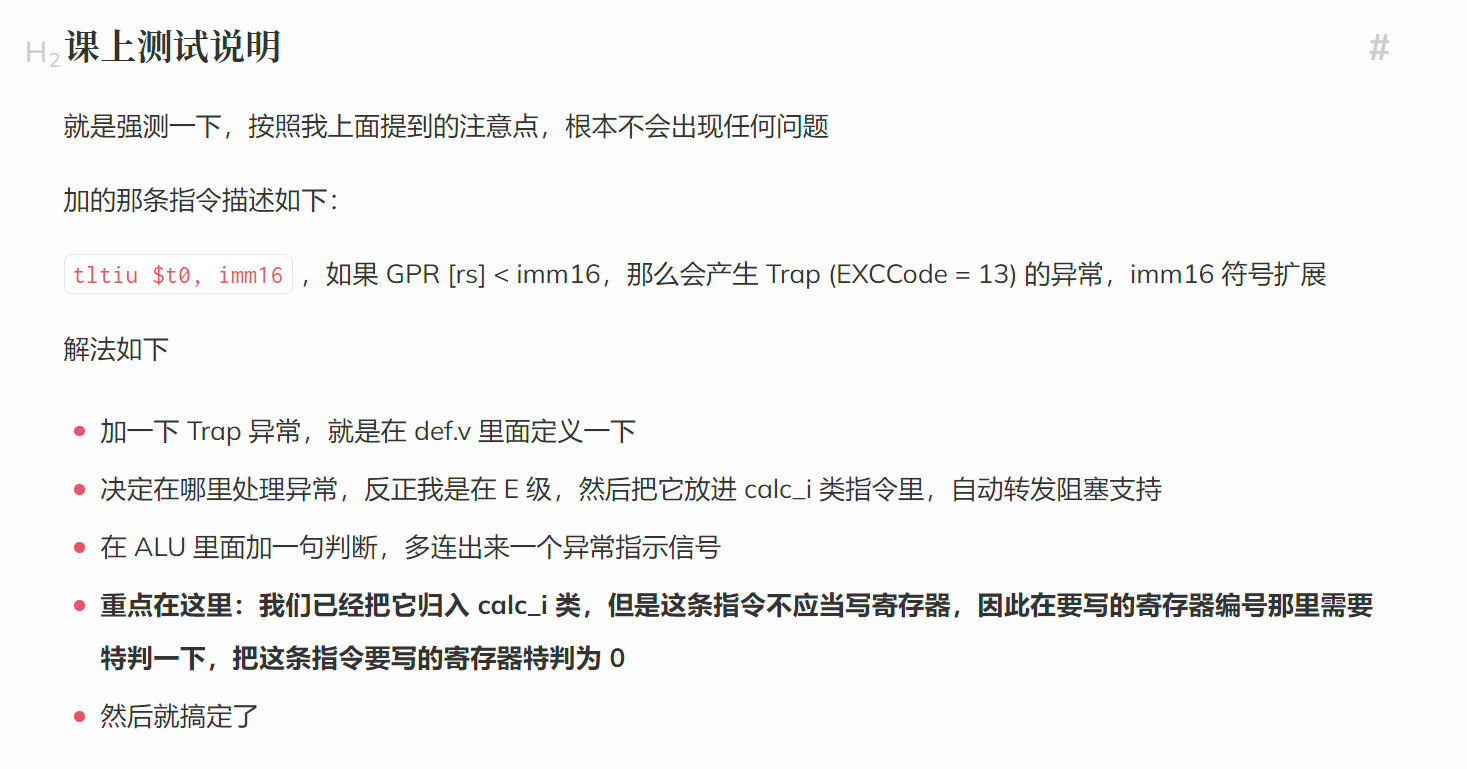 H2 课上测试说明 #
就是强测一下，按照我上面提到的注意点，根本不会出现任何问题
加的那条指令描述如下：
tltiu $t0, imm16 ，如果 GPR [rs] < imm16，那么会产生 Trap (EXCCode = 13) 的异常，imm16 符号扩展
解法如下
加一下 Trap 异常，就是在 def.v 里面定义一下
决定在哪里处理异常，反正我是在 E 级，然后把它放进 calc_i 类指令里，自动转发阻塞支持
在 ALU 里面加一句判断，多连出来一个异常指示信号
重点在这里：我们已经把它归入 calc_i 类，但是这条指令不应当写寄存器，因此在要写的寄存器编号那里需要
特判一下，把这条指令要写的寄存器特判为 0
然后就搞定了